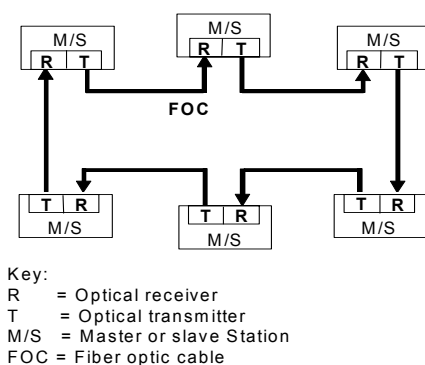 M/S
R T
M/S
R T
M/S
R T
FOC
T R
M/S
T R
M/S
T R
M/S
Key:
R = Optical receiver
T = Optical transmitter
M/S = Master or slave Station
FOC = Fiber optic cable